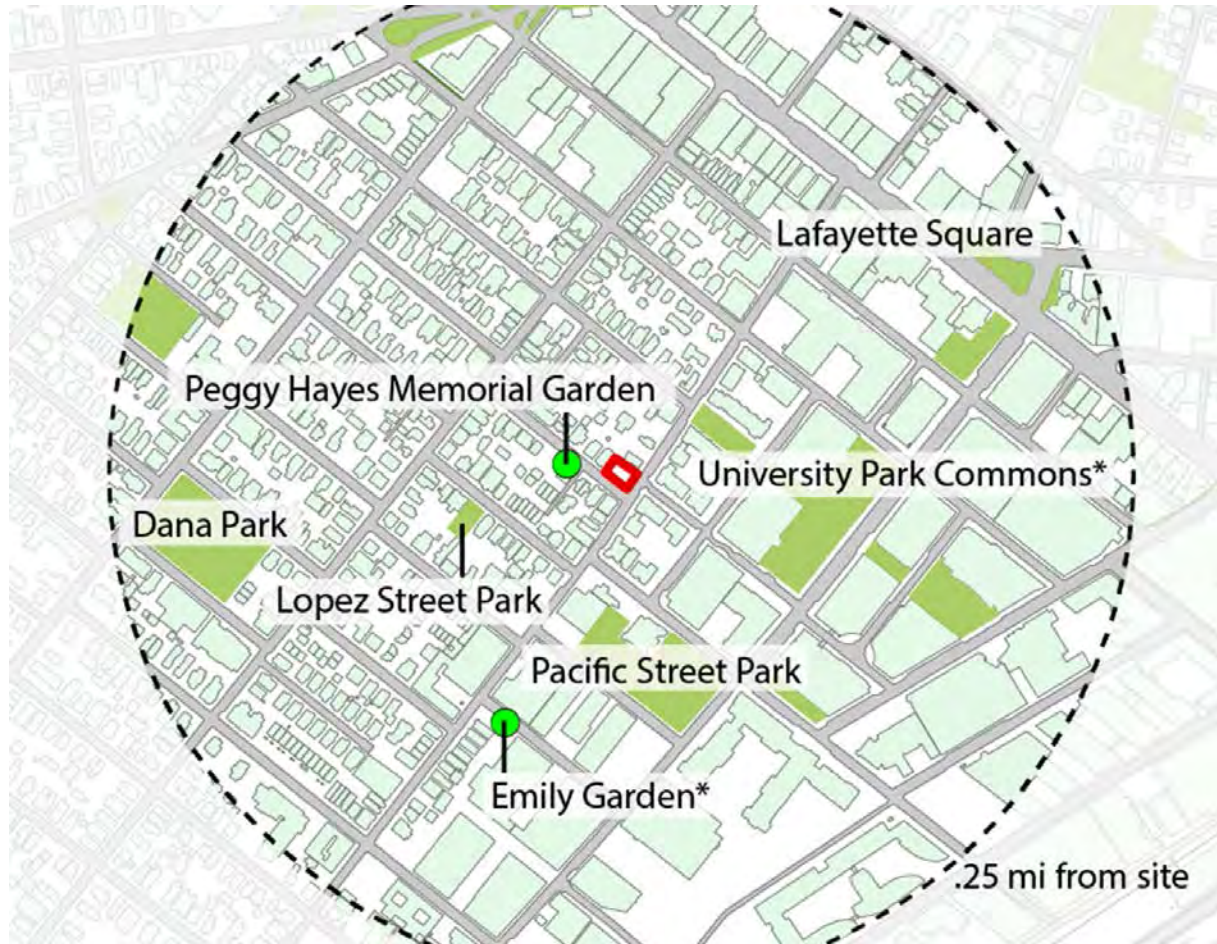 Lafayette Square
Peggy Hayes Memorial Garden
University Park Commons*
Dana Park
Lopez Street Park
Pacific Street Park
Emily Garden*
.25 mi from site